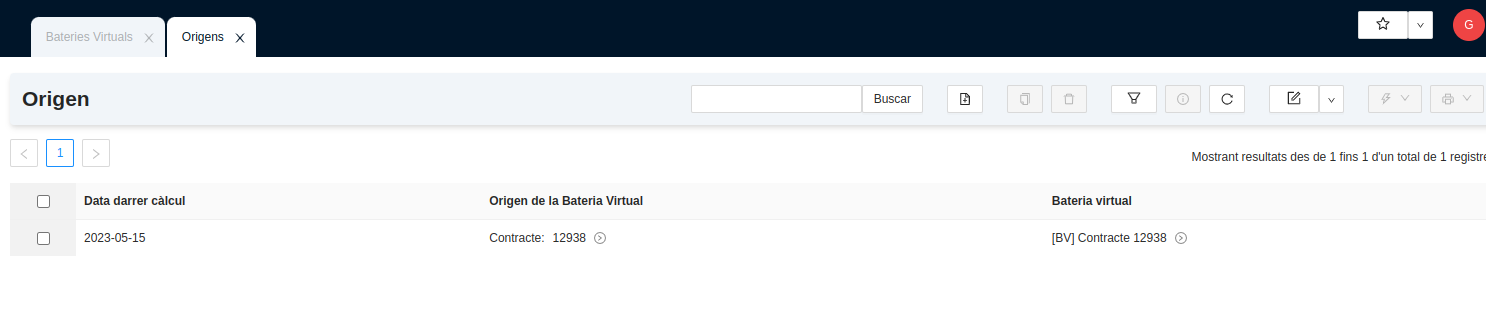 Bateries Virtuals
Origens
G
Origen
Buscar
1
Mostrant resultats des de 1 fins 1 d'un total de 1 registre
Data darrer càlcul Origen de la Bateria Virtual Bateria virtual
2023-05-15 Contracte: 12938 [BV] Contracte 12938